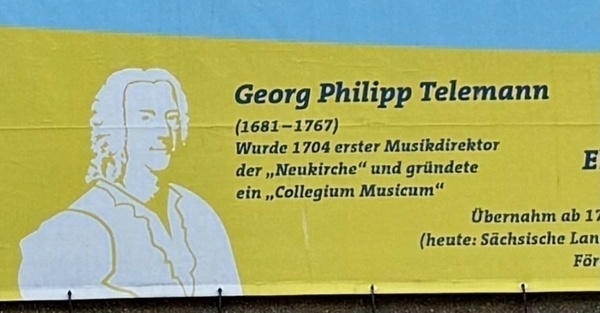 Georg Philipp Telemann
(1681–1767)
Wurde 1704 erster Musikdirektor
der „Neukirche“ und gründete
ein „Collegium Musicum“
Übernahm ab
(heute: Sächsische